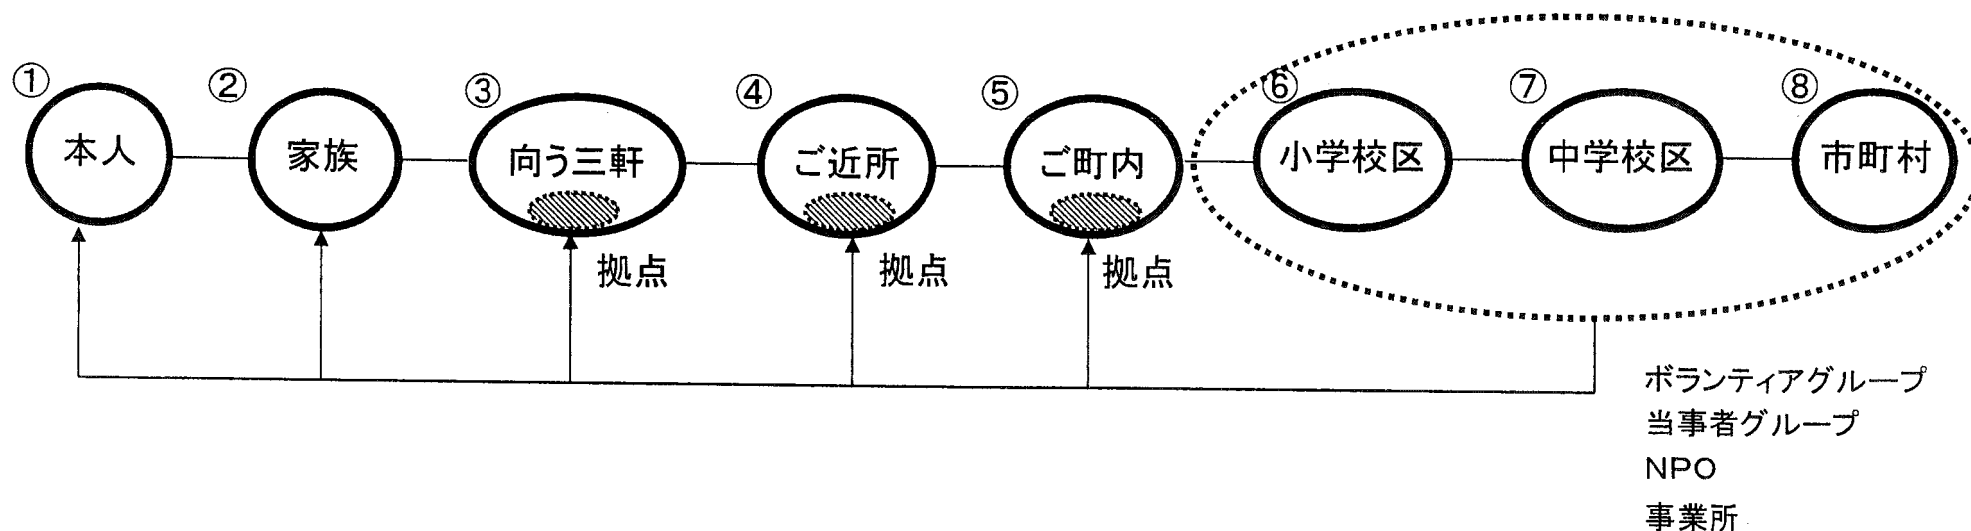 ① ② ③ ④ ⑤ ⑥ ⑦ ⑧
本人 家族 向う三軒 ご近所 ご町内 小学校区 中学校区 市町村
拠点 拠点 拠点
ボランティアグループ
当事者グループ
NPO
事業所